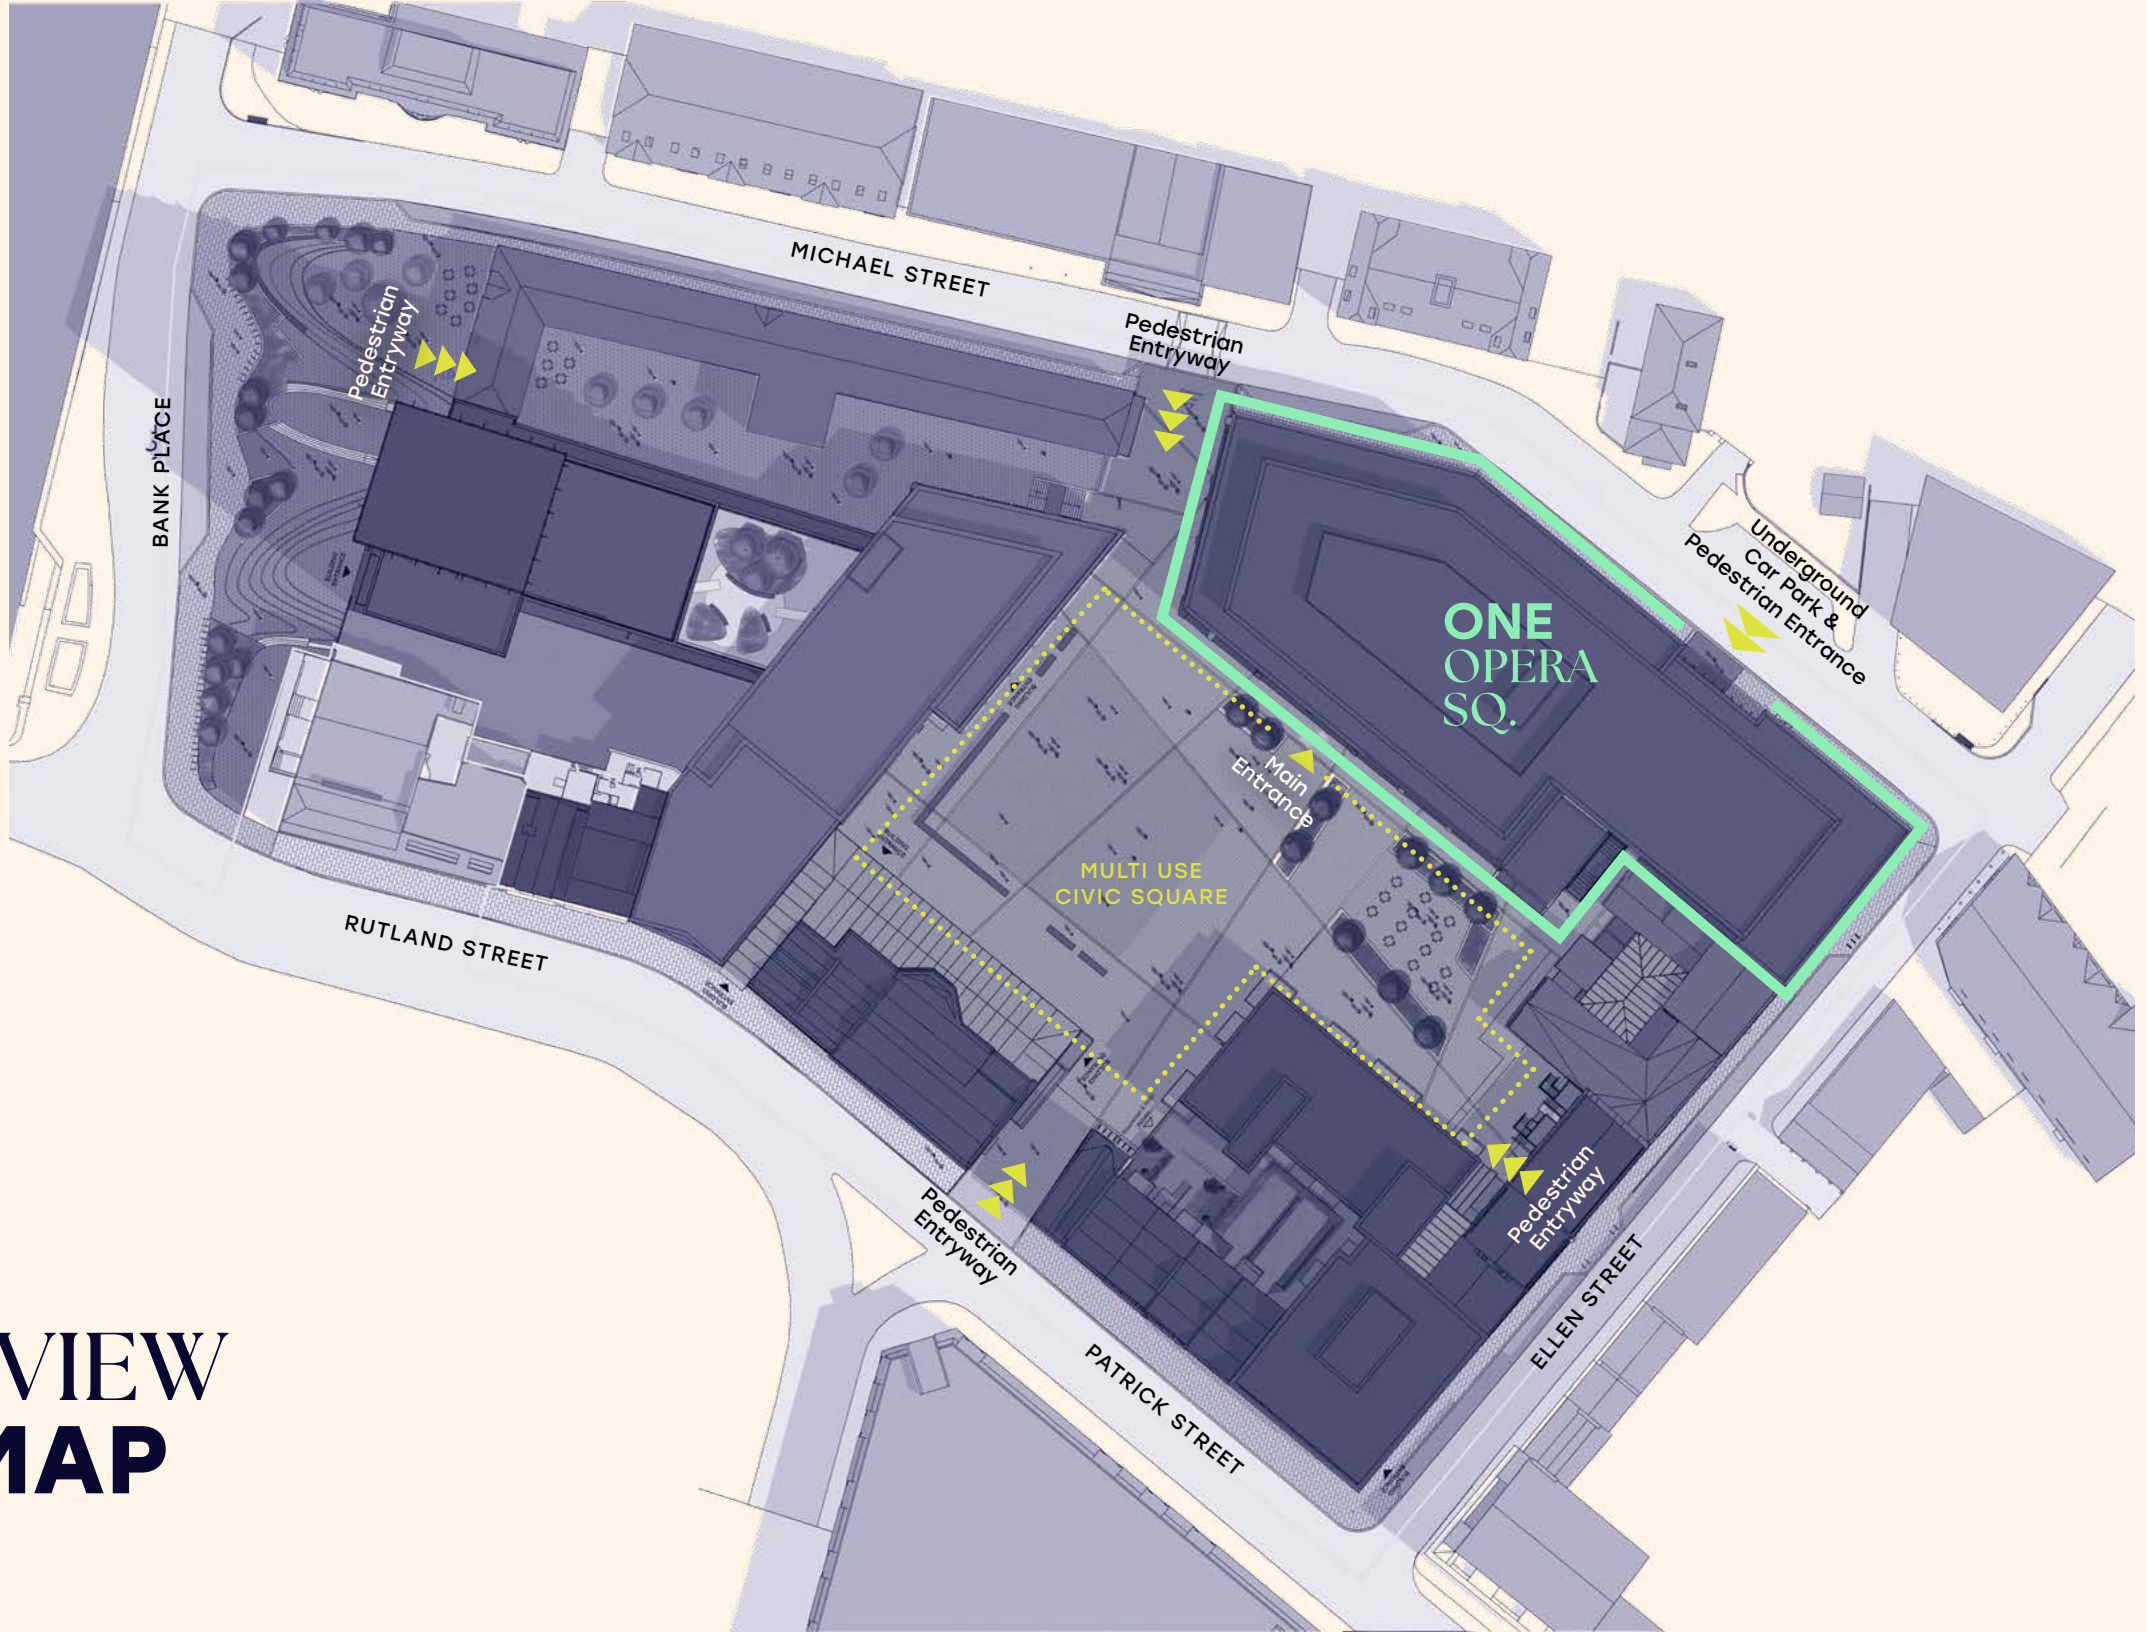 MICHAEL STREET
Pedestrian
Entryway
Pedestrian
Entryway
BANK PLACE
Underground
Car Park &
Pedestrian Entrance
ONE
OPERA
SQ.
Main
Entrance
MULTI USE
CIVIC SQUARE
RUTLAND STREET
Pedestrian
Entryway
Pedestrian
Entryway
ELLEN STREET
PATRICK STREET
VIEW
MAP